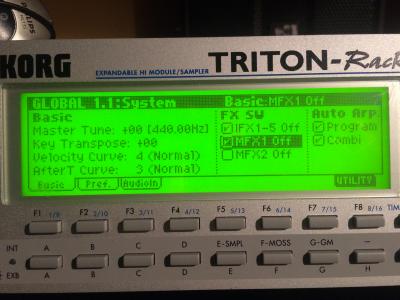 PHILIPS
KORG
TRITON-Rack
EXPANDABLE HI MODULE/SAMPLER
GLOBAL 1.1:System Basic:MFX1 Off
Basic FX SW Auto Arp.
Master Tune: +00 [440.00Hz] IFX1-5 Off Program
Key Transpose: +00 MFX1 Off Combi
Velocity Curve: 4 (Normal) MFX2 Off
AfterT Curve: 3 (Normal)
Basic Pref. AudioIn UTILITY
F1 1/9 F2 2/10 F3 3/11 F4 4/12 F5 5/13 F6 6/14 F7 7/15 F8 8/16
INT A B C D E-SMPL F-MOSS G-GM –
EXB A B C D E F G H